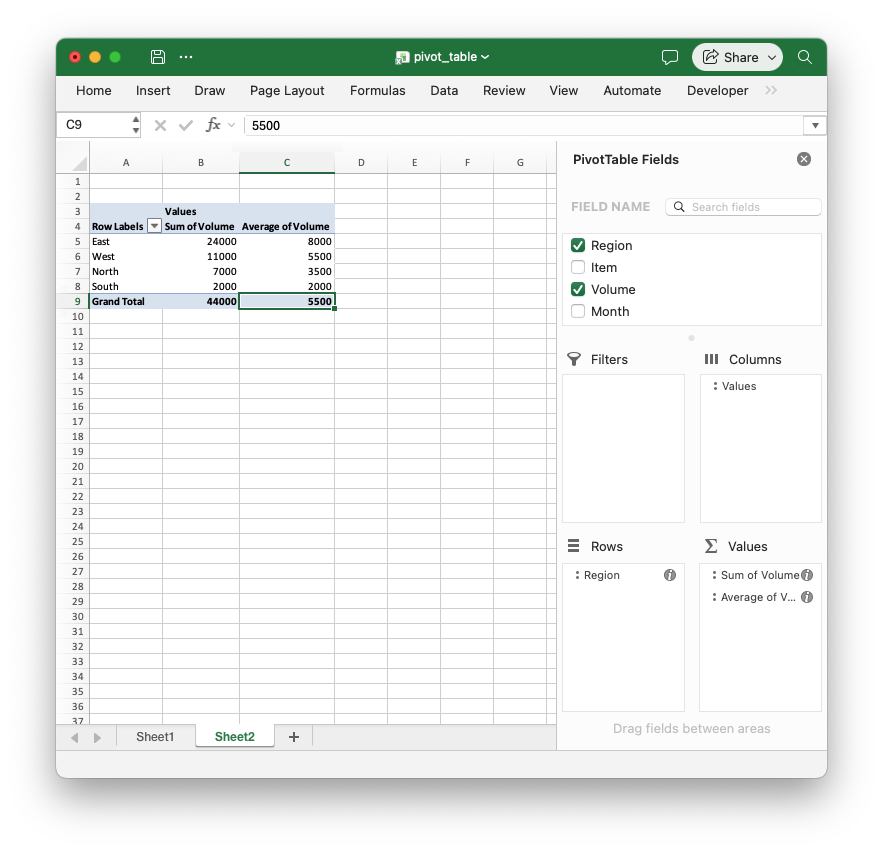 pivot_table
Share
Home Insert Draw Page Layout Formulas Data Review View Automate Developer
C9 fx 5500
A B C D E F G
1
2
3 Values
4 Row Labels Sum of Volume Average of Volume
5 East 24000 8000
6 West 11000 5500
7 North 7000 3500
8 South 2000 2000
9 Grand Total 44000 5500
10
11
12
13
14
15
16
17
18
19
20
21
22
23
24
25
26
27
28
29
30
31
32
33
34
35
36
37
Sheet1 Sheet2 +
PivotTable Fields
FIELD NAME Search fields
Region
Item
Volume
Month
Filters Columns
Values
Rows Values
Region Sum of Volume
Average of V...
Drag fields between areas